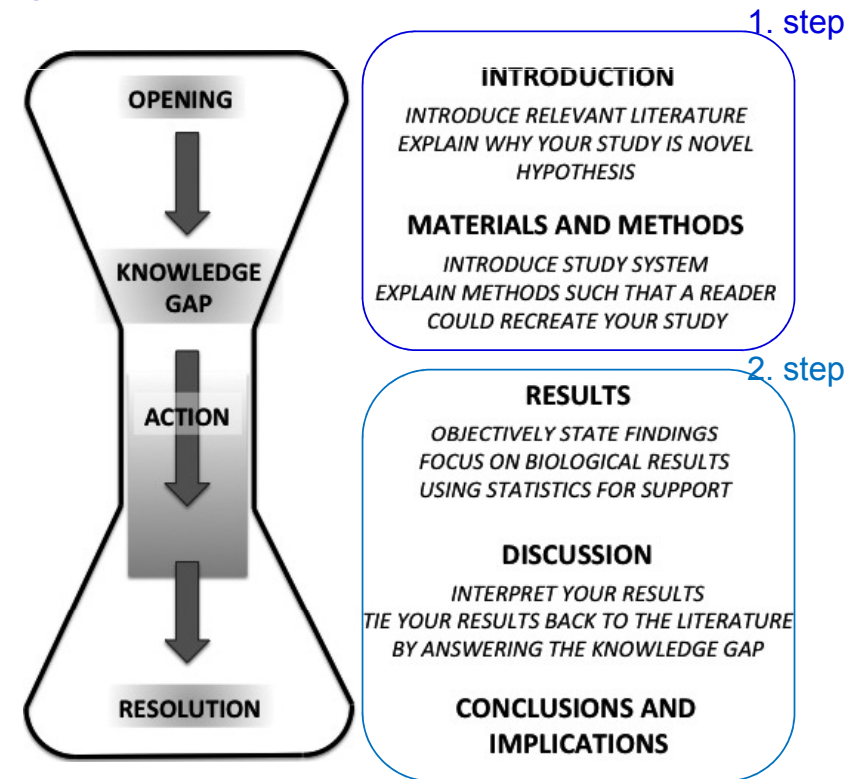 1. step
OPENING
KNOWLEDGE
GAP
ACTION
RESOLUTION
INTRODUCTION
INTRODUCE RELEVANT LITERATURE
EXPLAIN WHY YOUR STUDY IS NOVEL
HYPOTHESIS
MATERIALS AND METHODS
INTRODUCE STUDY SYSTEM
EXPLAIN METHODS SUCH THAT A READER
COULD RECREATE YOUR STUDY
2. step
RESULTS
OBJECTIVELY STATE FINDINGS
FOCUS ON BIOLOGICAL RESULTS
USING STATISTICS FOR SUPPORT
DISCUSSION
INTERPRET YOUR RESULTS
TIE YOUR RESULTS BACK TO THE LITERATURE
BY ANSWERING THE KNOWLEDGE GAP
CONCLUSIONS AND
IMPLICATIONS